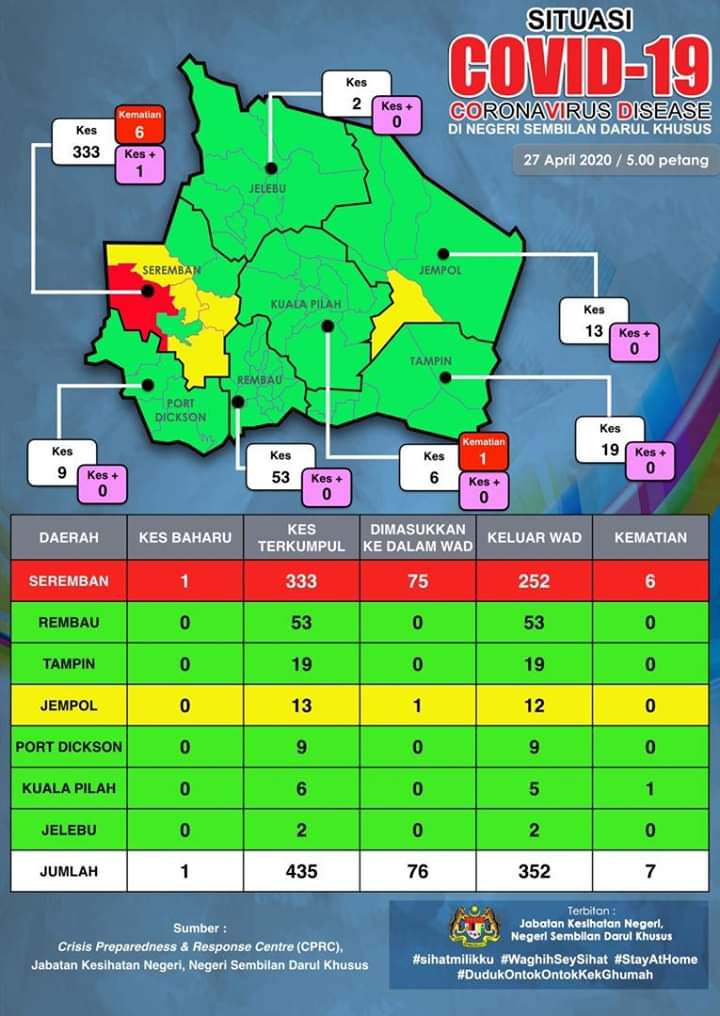 SITUASI
COVID-19
CORONAVIRUS DISEASE
DI NEGERI SEMBILAN DARUL KHUSUS
27 April 2020 / 5.00 petang
Kes
2
Kes +
0
Kes
333
Kematian
6
Kes +
1
JELEBU
SEREMBAN
JEMPOL
KUALA PILAH
TAMPIN
REMBAU
PORT
DICKSON
Kes
13
Kes +
0
Kes
19
Kes +
0
Kes
9
Kes +
0
Kes
53
Kes +
0
Kes
6
Kematian
1
Kes +
0
DAERAH KES BAHARU KES TERKUMPUL DIMASUKKAN KE DALAM WAD KELUAR WAD KEMATIAN
SEREMBAN 1 333 75 252 6
REMBAU 0 53 0 53 0
TAMPIN 0 19 0 19 0
JEMPOL 0 13 1 12 0
PORT DICKSON 0 9 0 9 0
KUALA PILAH 0 6 0 5 1
JELEBU 0 2 0 2 0
JUMLAH 1 435 76 352 7
Sumber :
Crisis Preparedness & Response Centre (CPRC),
Jabatan Kesihatan Negeri, Negeri Sembilan Darul Khusus
Terbitan :
Jabatan Kesihatan Negeri,
Negeri Sembilan Darul Khusus
#sihatmilikku #WaghihSeySihat #StayAtHome
#DudukOntokOntokKekGhumah